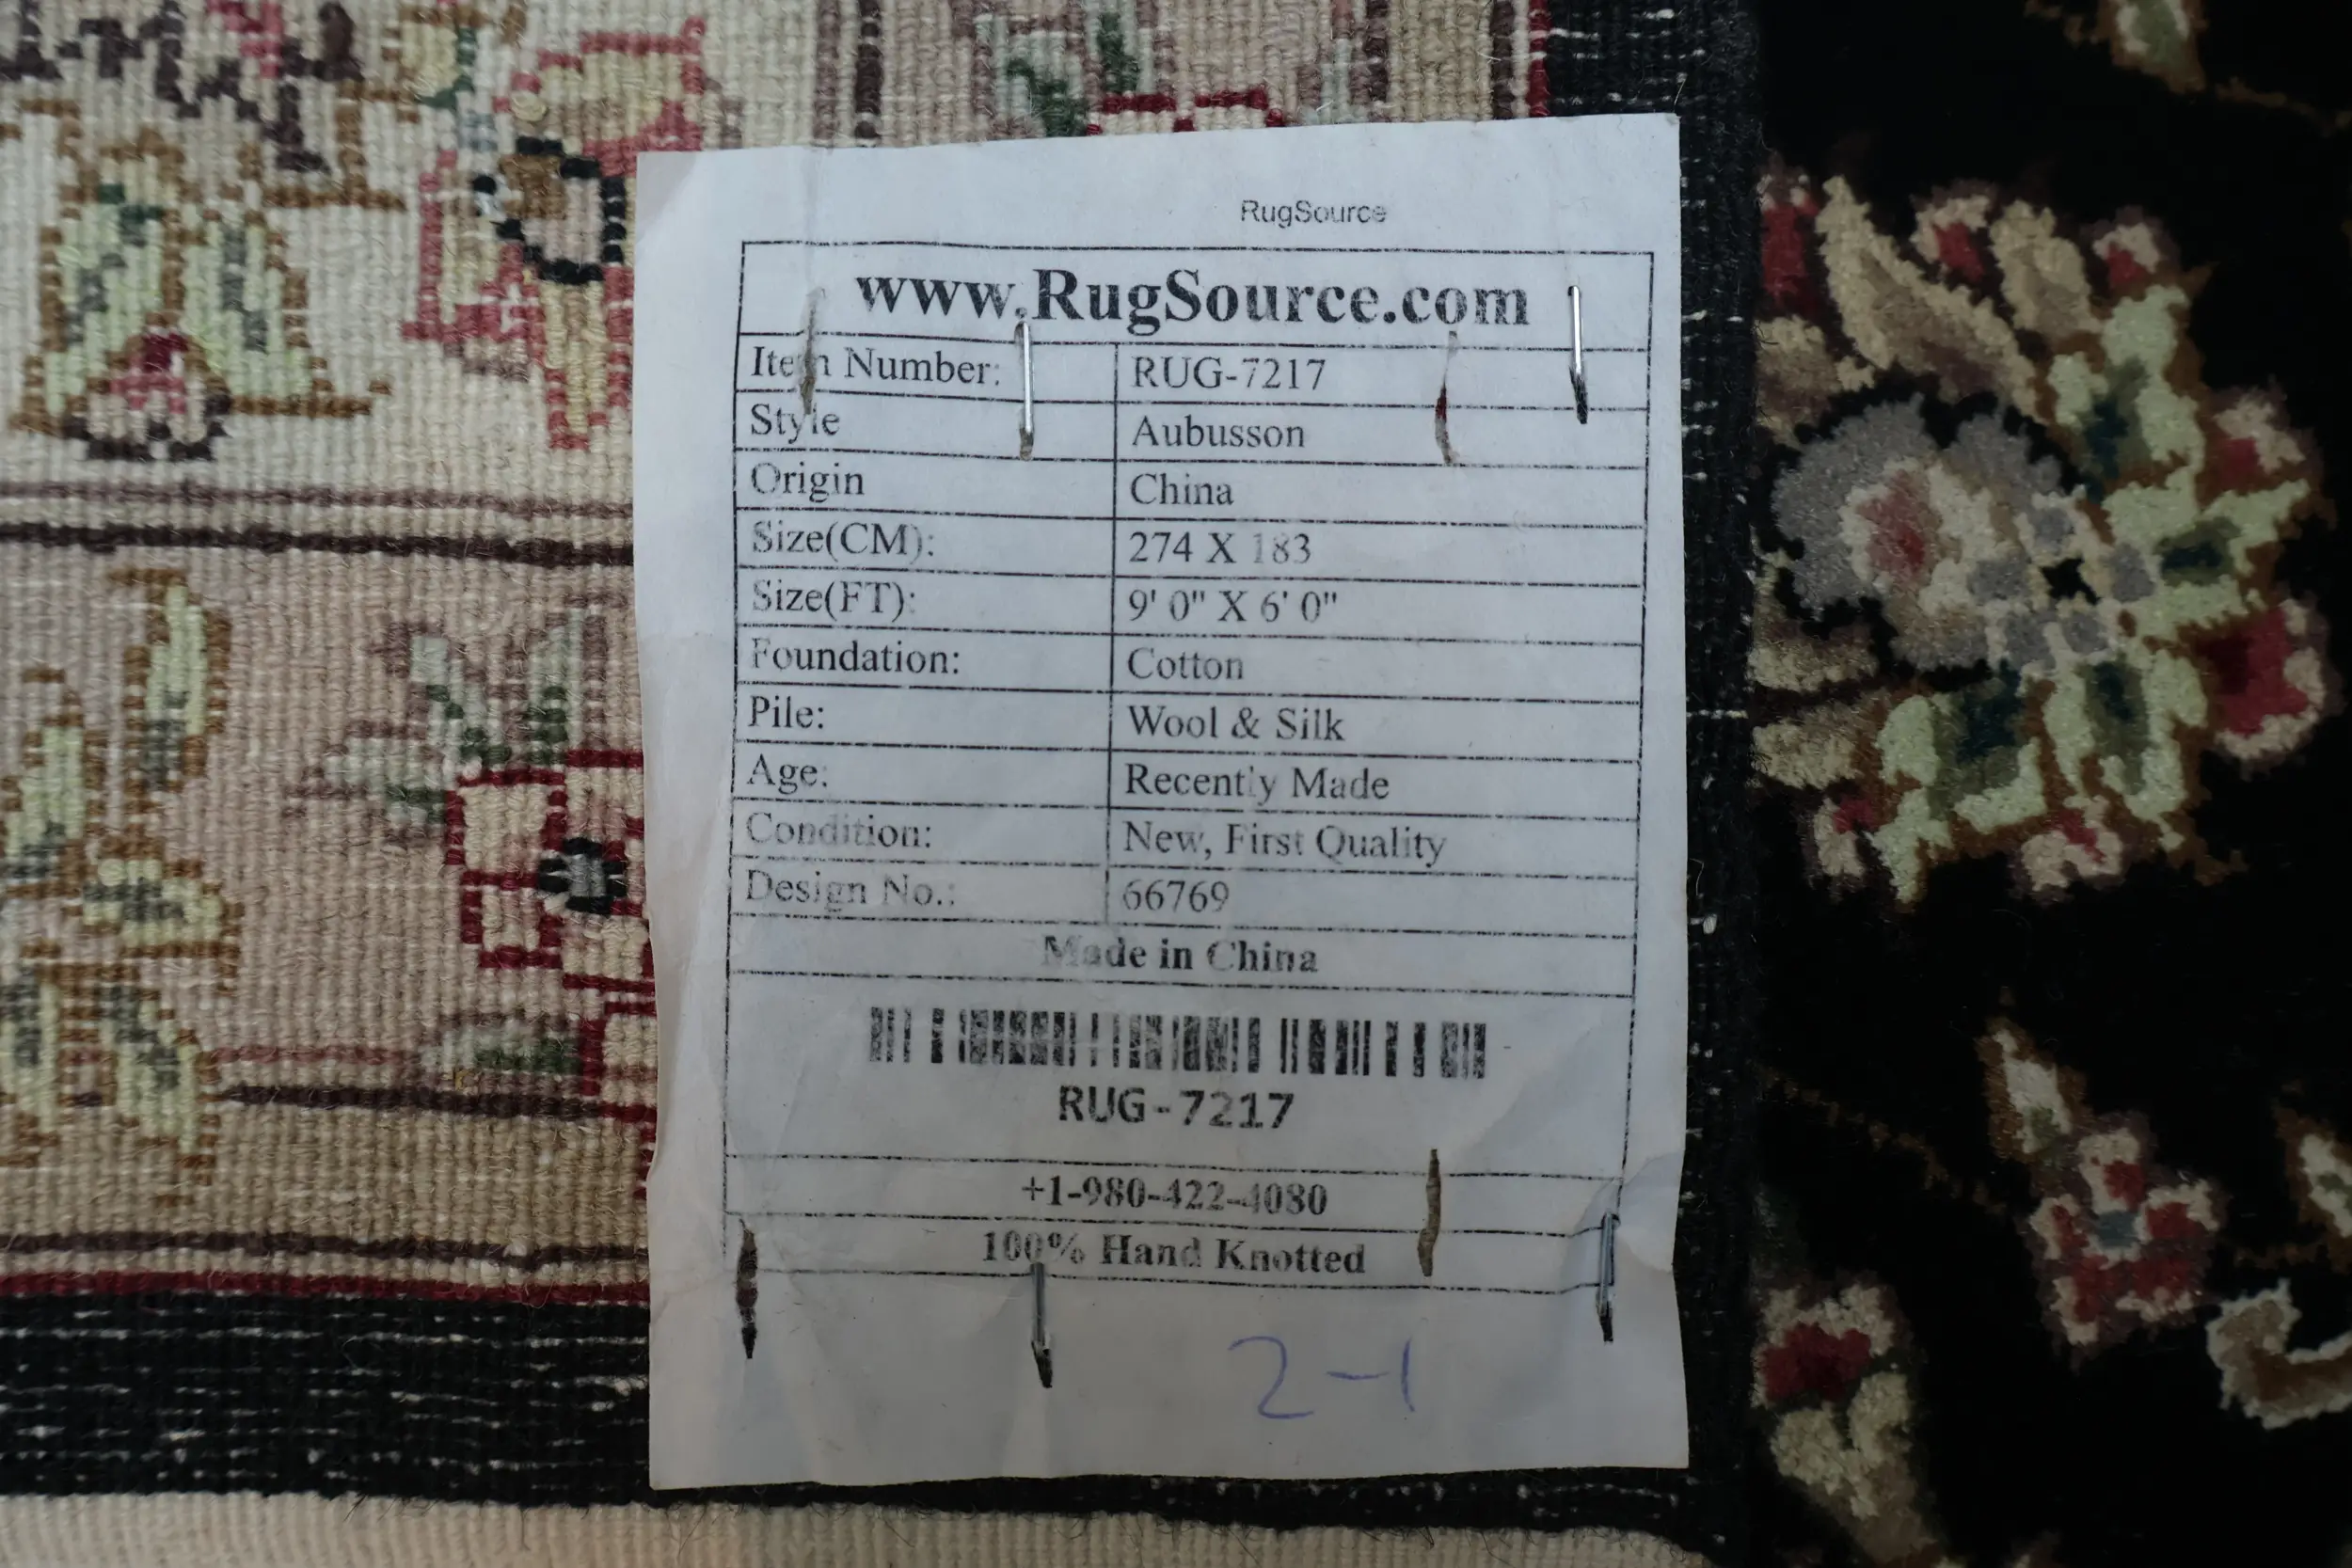 RugSource
www.RugSource.com
Item Number: RUG-7217
Style Aubusson
Origin China
Size(CM): 274 X 183
Size(FT): 9' 0" X 6' 0"
Foundation: Cotton
Pile: Wool & Silk
Age: Recently Made
Condition: New, First Quality
Design No.: 66769
Made in China
RUG-7217
+1-980-422-4080
100% Hand Knotted
2-1